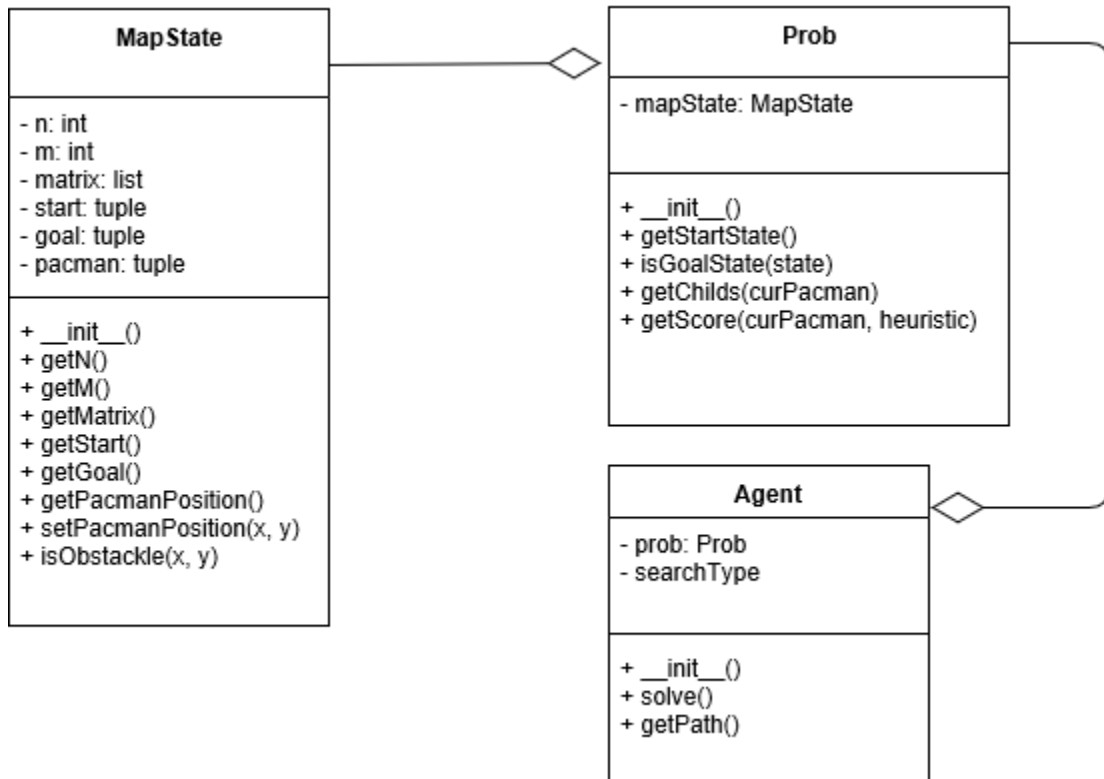 MapState
- n: int
- m: int
- matrix: list
- start: tuple
- goal: tuple
- pacman: tuple
+ __init__()
+ getN()
+ getM()
+ getMatrix()
+ getStart()
+ getGoal()
+ getPacmanPosition()
+ setPacmanPosition(x, y)
+ isObstackle(x, y)
Prob
- mapState: MapState
+ __init__()
+ getStartState()
+ isGoalState(state)
+ getChilds(curPacman)
+ getScore(curPacman, heuristic)
Agent
- prob: Prob
- searchType
+ __init__()
+ solve()
+ getPath()